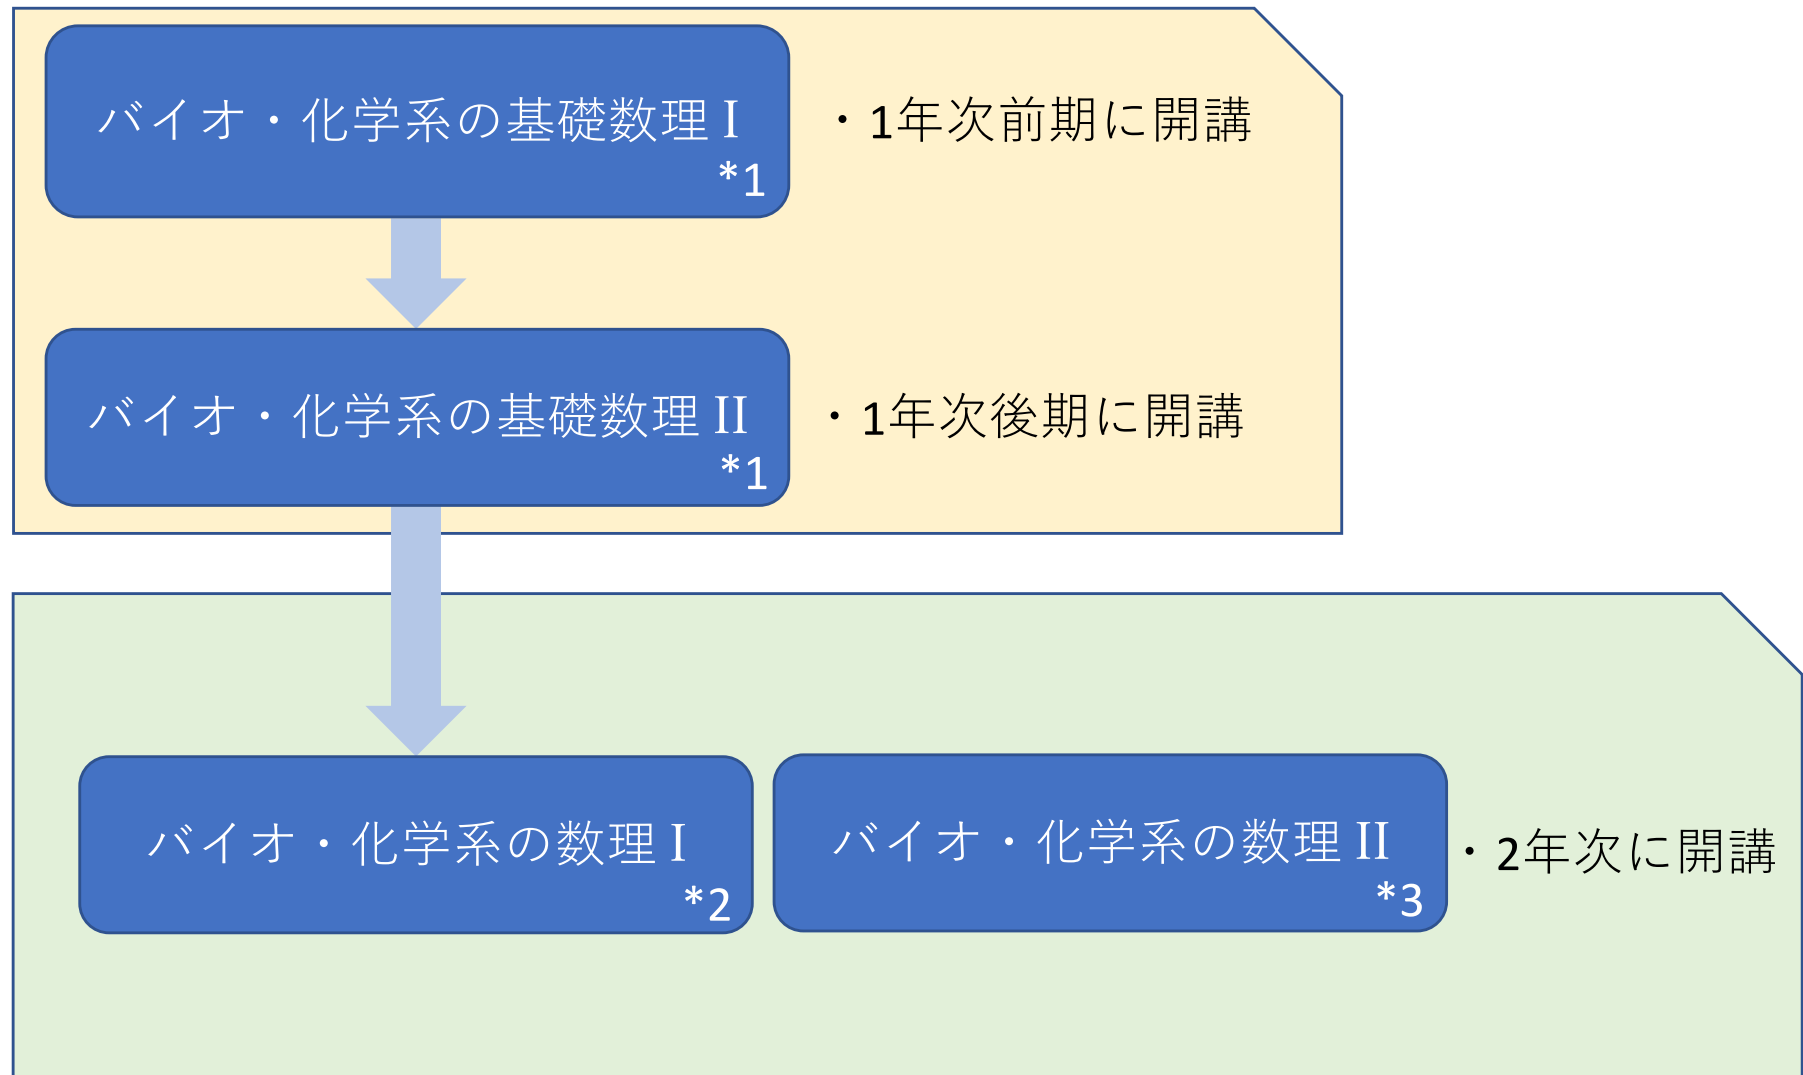 バイオ・化学系の基礎数理 I
*1
・1年次前期に開講
バイオ・化学系の基礎数理 II
*1
・1年次後期に開講
バイオ・化学系の数理 I
*2
バイオ・化学系の数理 II
*3
・2年次に開講